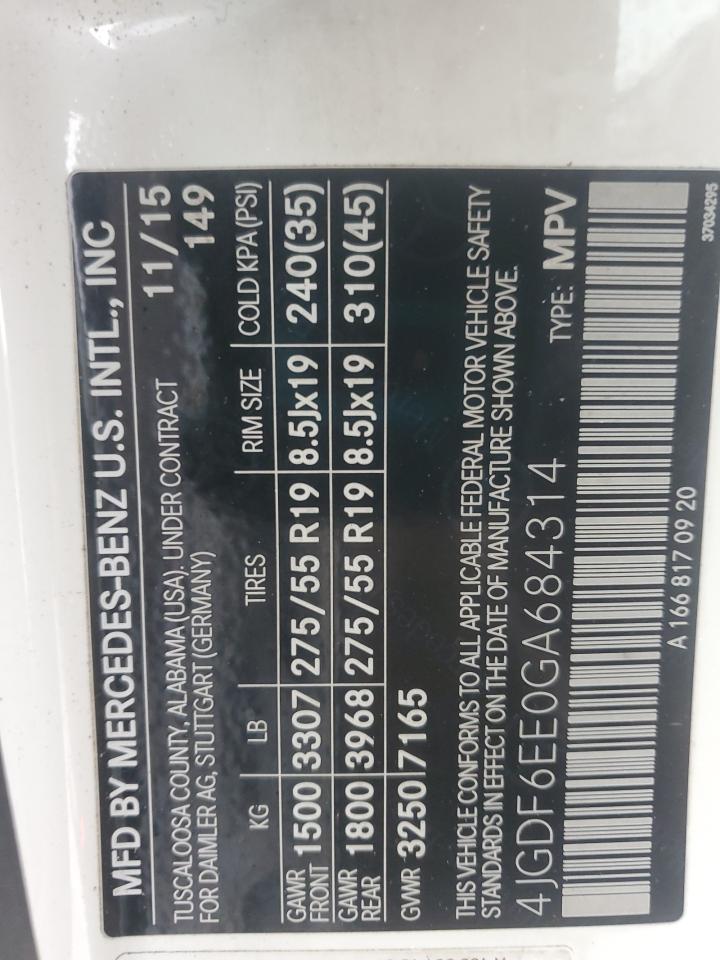 MFD BY MERCEDES-BENZ U.S. INTL., INC
TUSCALOOSA COUNTY, ALABAMA (USA). UNDER CONTRACT 11/15
FOR DAIMLER AG, STUTTGART (GERMANY) 149
KG LB TIRES RIM SIZE COLD KPA (PSI)
GAWR FRONT 1500 3307 275/55 R19 8.5Jx19 240(35)
GAWR REAR 1800 3968 275/55 R19 8.5Jx19 310(45)
GVWR 3250 7165
THIS VEHICLE CONFORMS TO ALL APPLICABLE FEDERAL MOTOR VEHICLE SAFETY
STANDARDS IN EFFECT ON THE DATE OF MANUFACTURE SHOWN ABOVE.
4JGDF6EE0GA684314 TYPE: MPV
A 166 817 09 20
37034295